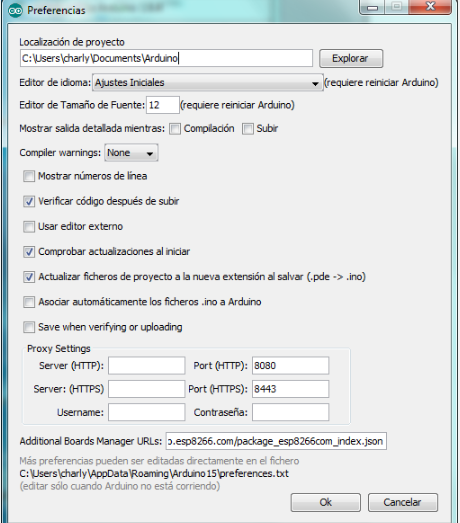 Preferencias
Localización de proyecto
C:\Users\charly\Documents\Arduino
Explorar
Editor de idioma: Ajustes Iniciales (requiere reiniciar Arduino)
Editor de Tamaño de Fuente: 12 (requiere reiniciar Arduino)
Mostrar salida detallada mientras: Compilación Subir
Compiler warnings: None
Mostrar números de línea
Verificar código después de subir
Usar editor externo
Comprobar actualizaciones al iniciar
Actualizar ficheros de proyecto a la nueva extensión al salvar (.pde -> .ino)
Asociar automáticamente los ficheros .ino a Arduino
Save when verifying or uploading
Proxy Settings
Server (HTTP): Port (HTTP): 8080
Server: (HTTPS) Port (HTTPS): 8443
Username: Contraseña:
Additional Boards Manager URLs: o.esp8266.com/package_esp8266com_index.json
Más preferencias pueden ser editadas directamente en el fichero
C:\Users\charly\AppData\Roaming\Arduino15\preferences.txt
(editar sólo cuando Arduino no está corriendo)
Ok Cancelar